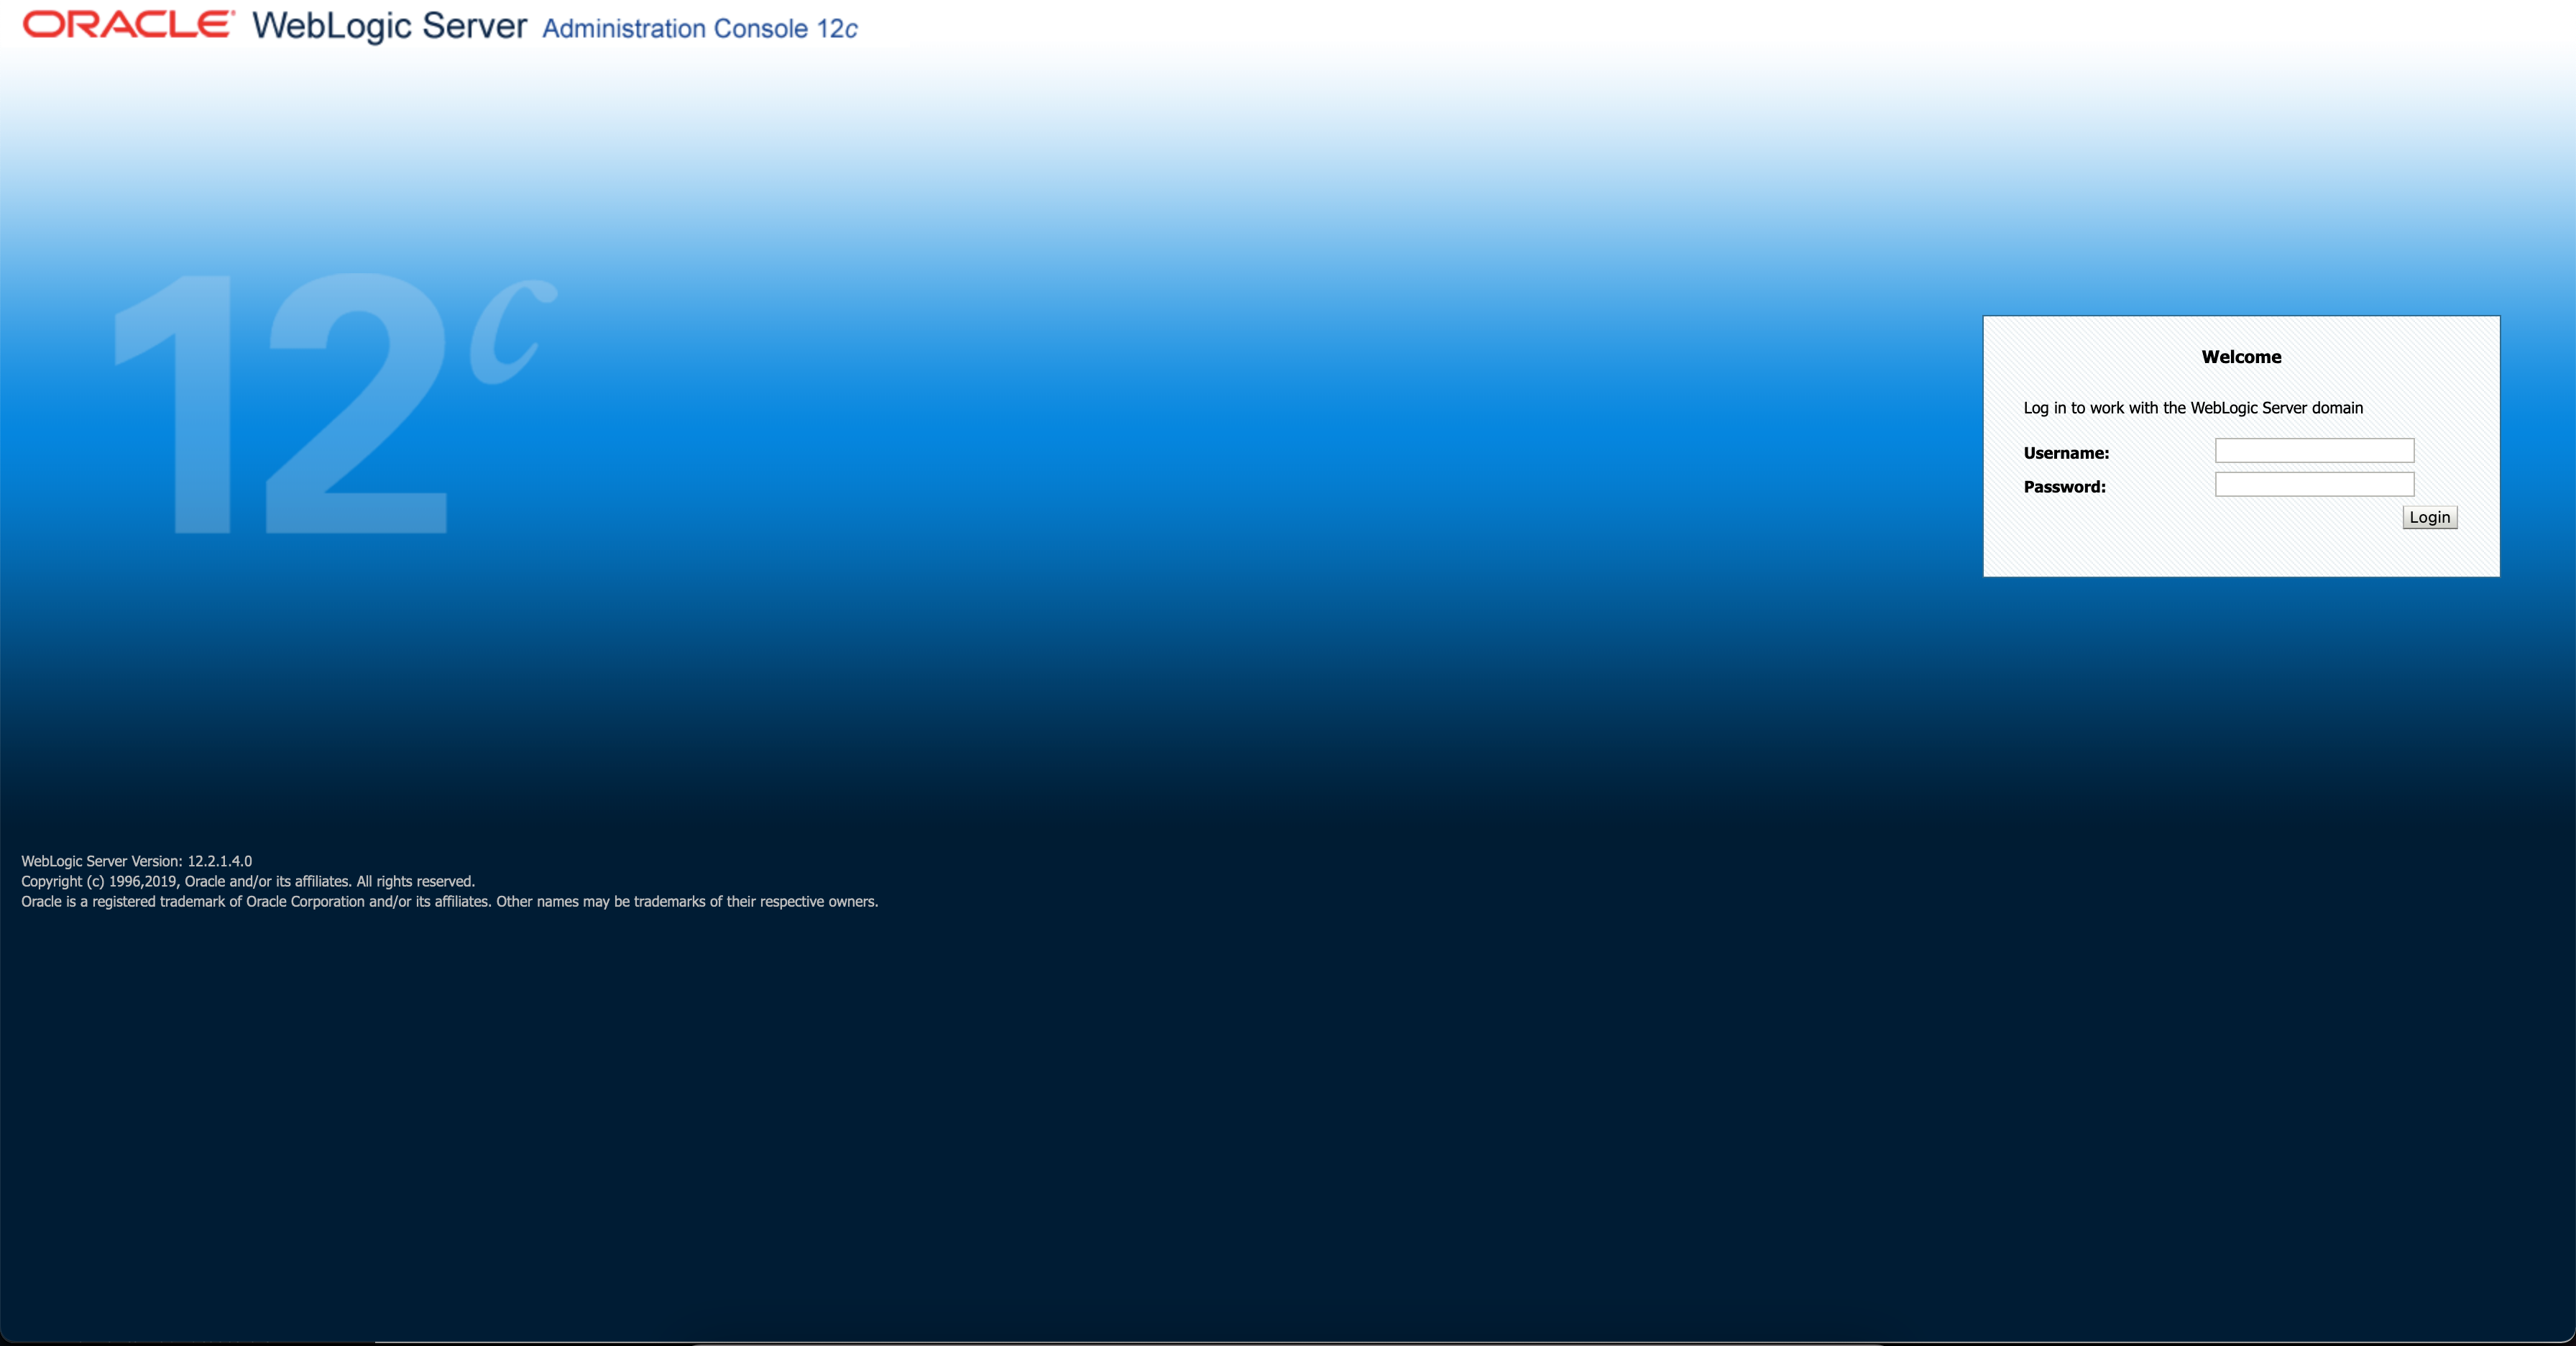 ORACLE WebLogic Server Administration Console 12c
12c
Welcome
Log in to work with the WebLogic Server domain
Username:
Password:
Login
WebLogic Server Version: 12.2.1.4.0
Copyright (c) 1996,2019, Oracle and/or its affiliates. All rights reserved.
Oracle is a registered trademark of Oracle Corporation and/or its affiliates. Other names may be trademarks of their respective owners.